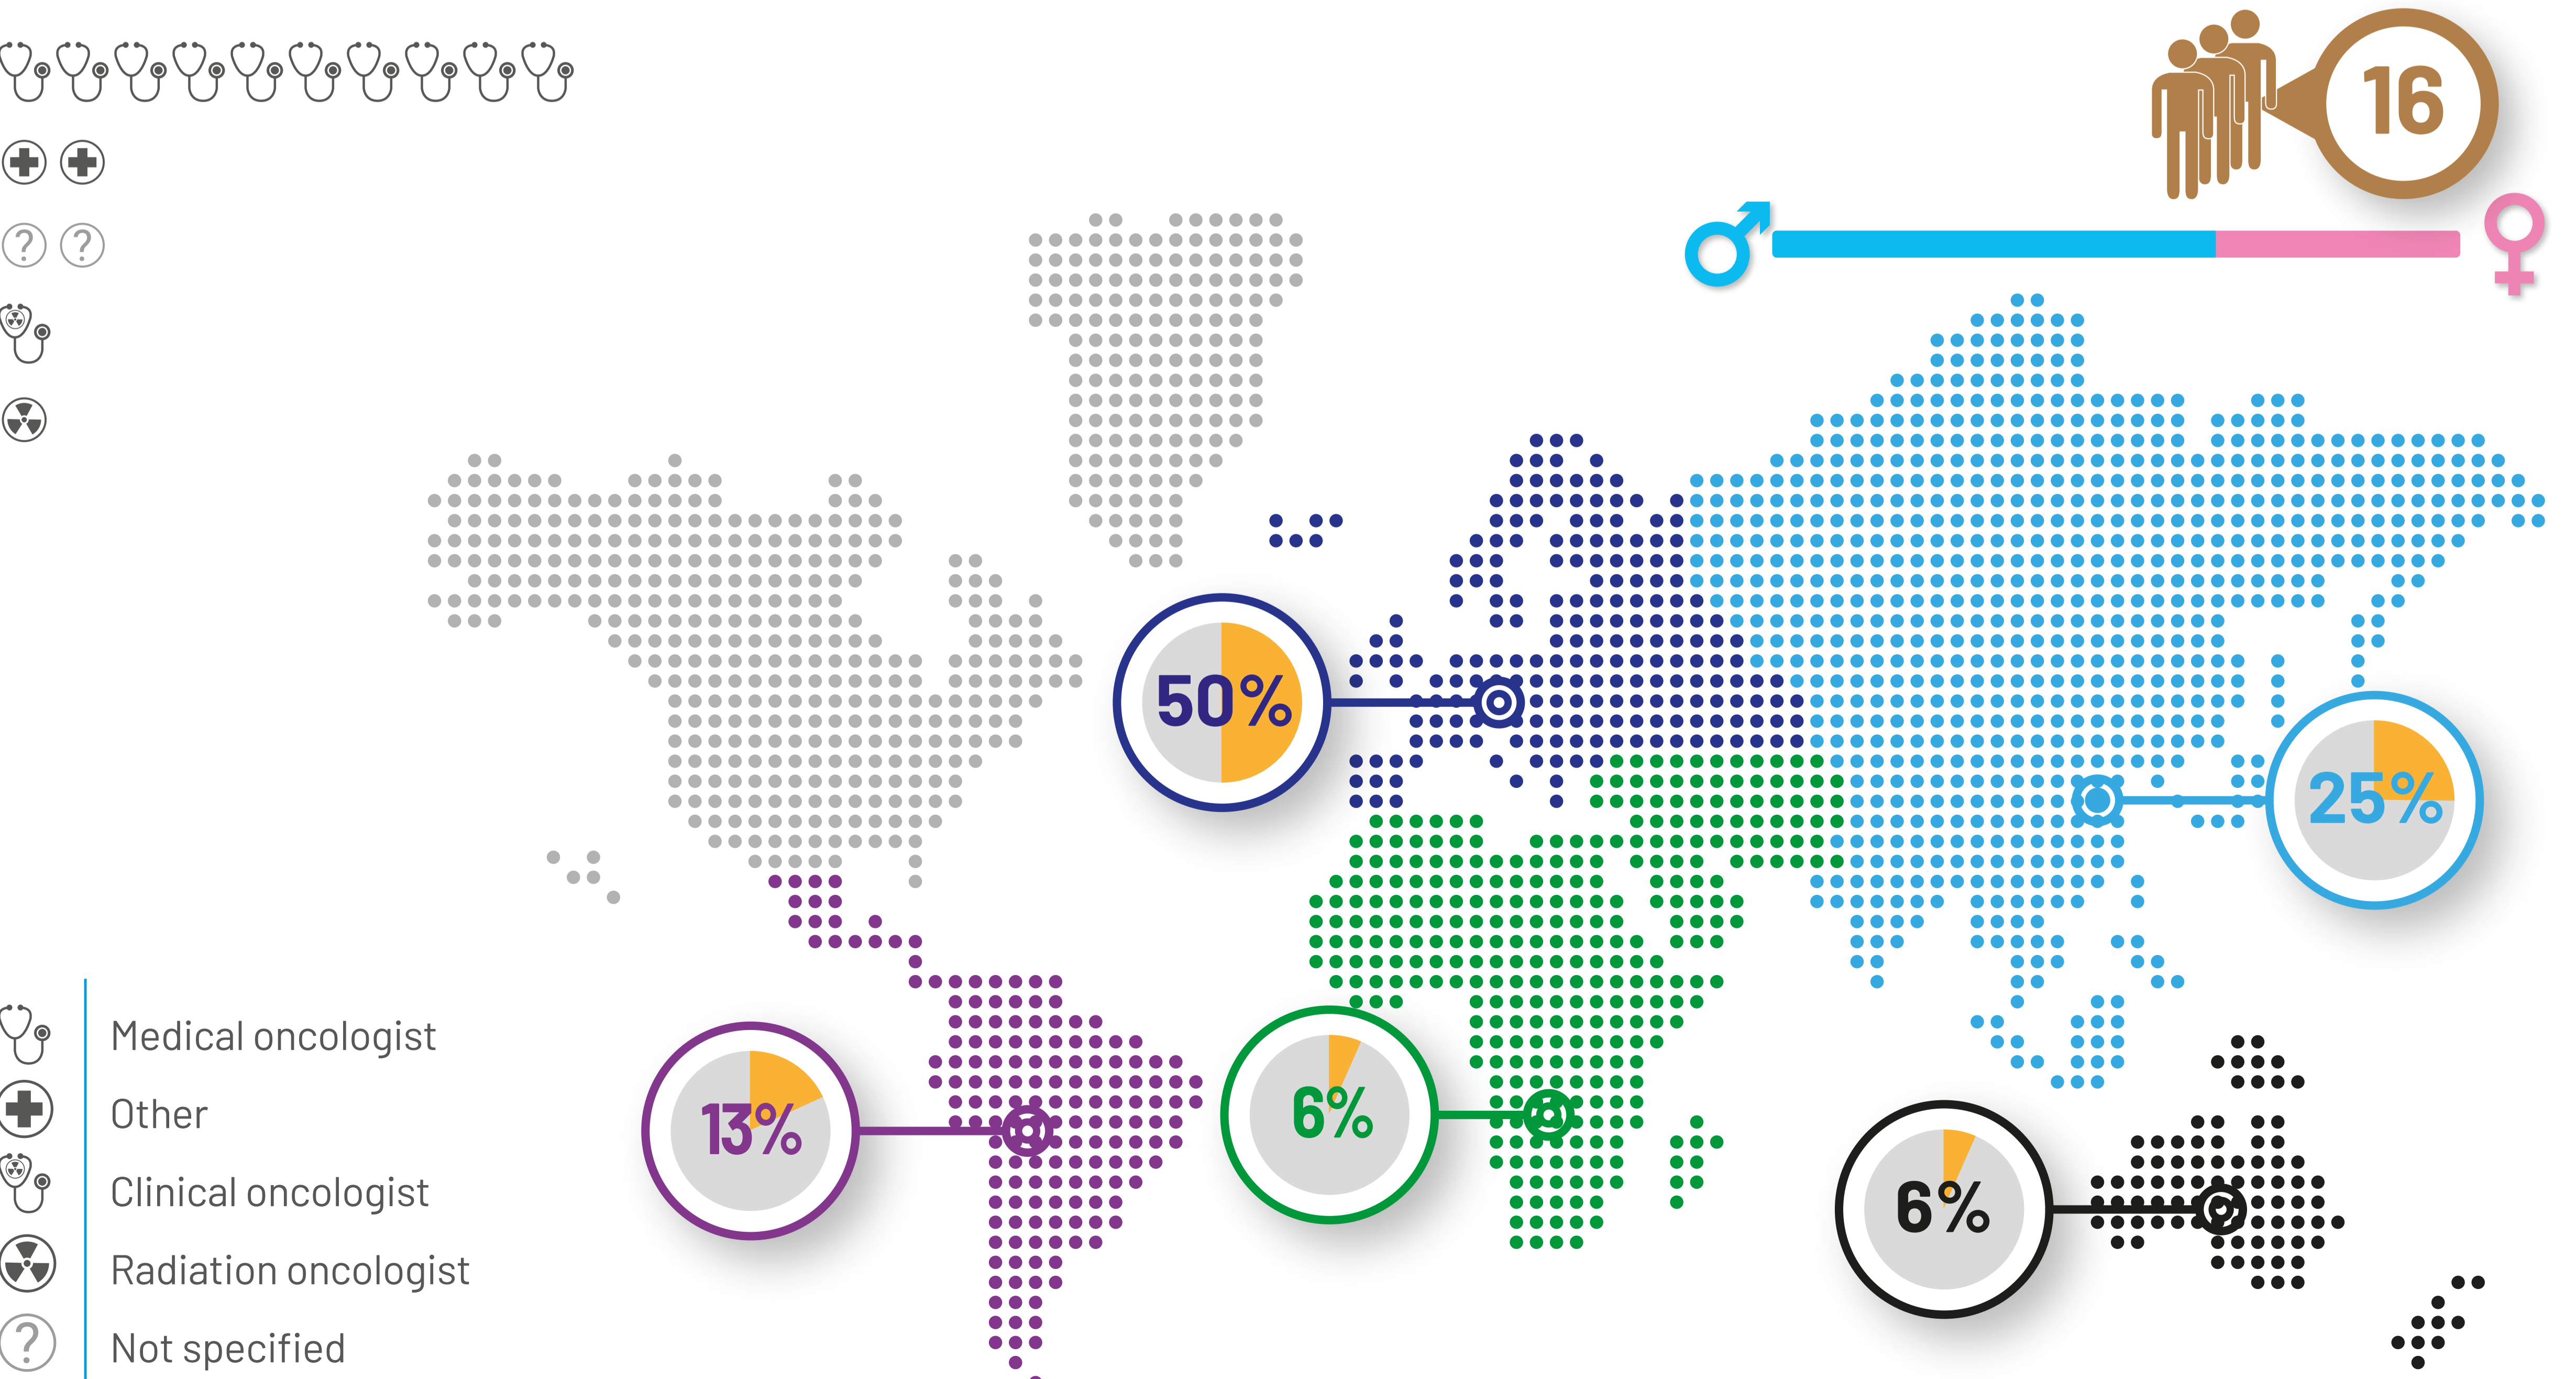 16
50%
25%
13%
6%
6%
Medical oncologist
Other
Clinical oncologist
Radiation oncologist
Not specified
? ?
?